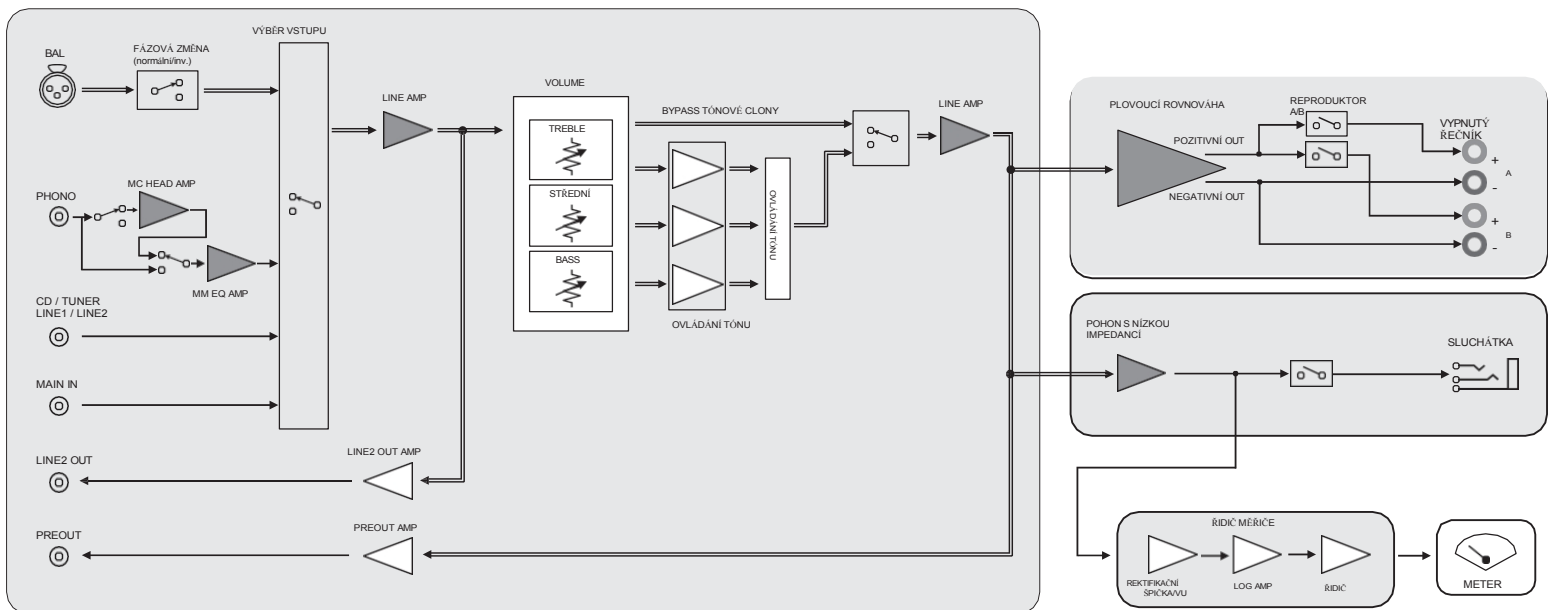 VÝBĚR VSTUPU
BAL
FÁZOVÁ ZMĚNA
(normální/inv.)
LINE AMP
VOLUME
TREBLE
STŘEDNÍ
BASS
BYPASS TÓNOVÉ CLONY
OVLÁDÁNÍ TÓNU
OVLÁDÁNÍ TÓNU
LINE AMP
PHONO
MC HEAD AMP
MM EQ AMP
CD / TUNER
LINE1 / LINE2
MAIN IN
LINE2 OUT
LINE2 OUT AMP
PREOUT
PREOUT AMP
PLOVOUCÍ ROVNOVÁHA
REPRODUKTOR
A/B
POZITIVNÍ OUT
NEGATIVNÍ OUT
VYPNUTÝ
ŘEČNÍK
+
A
-
+
B
-
POHON S NÍZKOU
IMPEDANCÍ
SLUCHÁTKA
ŘIDIČ MĚŘIČE
REKTIFIKAČNÍ
ŠPIČKA/VU
LOG AMP
ŘIDIČ
METER